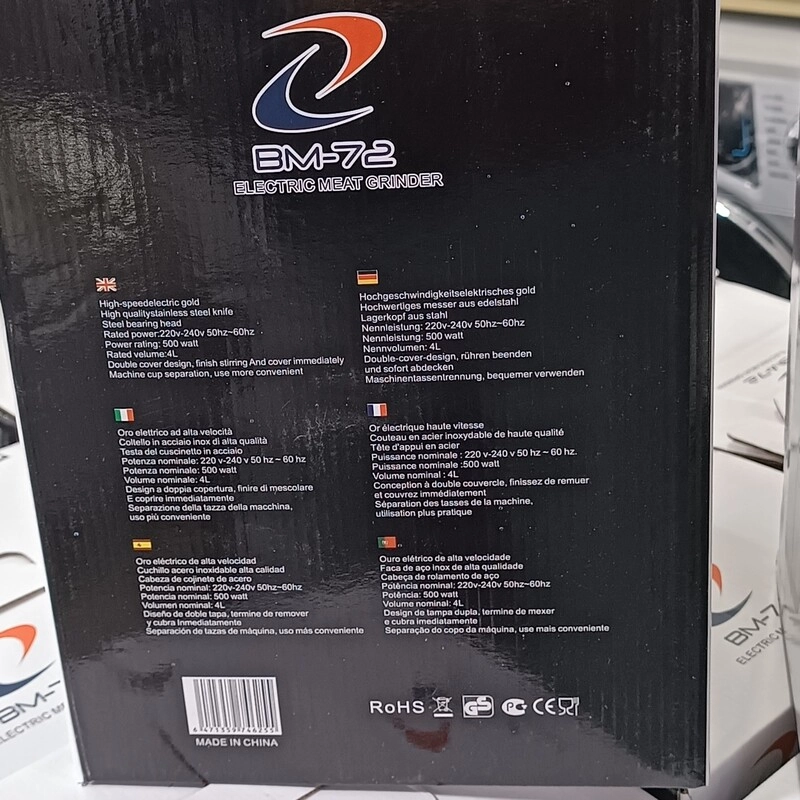 BM-72
ELECTRIC MEAT GRINDER
High-speedelectric gold
High qualitystainless steel knife
Steel bearing head
Rated power:220v-240v 50hz~60hz
Power rating: 500 watt
Rated velume:4L
Double cover design, finish stirring And cover immediately
Machine cup separation, use more convenient
Hochgeschwindigkeitselektrisches gold
Hochwertiges messer aus edelstahl
Lagerkopf aus stahl
Nennleistung: 220v-240v 50hz~60hz
Nennleistung: 500 watt
Nennvolumen: 4L
Double-cover-design, rühren beenden
und sofort abdecken
Maschinentassentrennung, bequemer verwenden
Oro elettrico ad alta velocità
Coltello in acciaio inox di alta qualità
Testa del cuscinetto in acciaio
Potenza nominale: 220 v-240 v 50 hz ~ 60 hz
Potenza nominale: 500 watt
Volume nominale: 4L
Design a doppia copertura, finire di mescolare
E coprire immediatamente
Separazione della tazza della macchina,
uso più conveniente
Or électrique haute vitesse
Couteau en acier inoxydable de haute qualité
Tête d'appui en acier
Puissance nominale : 220 v-240 v 50 hz ~ 60 hz.
Puissance nominale :500 watt
Volume nominal : 4L
Conception à double couvercle, finissez de remuer
et couvrez immédiatement
Séparation des tasses de la machine,
utilisation plus pratique
Oro eléctrico de alta velocidad
Cuchillo acero inoxidable alta calidad
Cabeza de cojinete de acero
Potencia nominal: 220v-240v 50hz~60hz
Potencia nominal: 500 watt
Volumen nominal: 4L
Diseño de doble tapa, termine de remover
y cubra Inmediatamente
Separación de tazas de máquina, uso más conveniente
Ouro elétrico de alta velocidade
Faca de aço inox de alta qualidade
Cabeça de rolamento de aço
Potência nominal: 220v-240v 50hz~60hz
Potência: 500 watt
Volume nominal: 4L
Design de tampa dupla, termine de mexer
e cubra imediatamente
Separação do copo da máquina, use mais conveniente
6 471359 746255
MADE IN CHINA
RoHS GS PC CE
BM-7
ELECTRIC M
BM-7
ELECTRIC